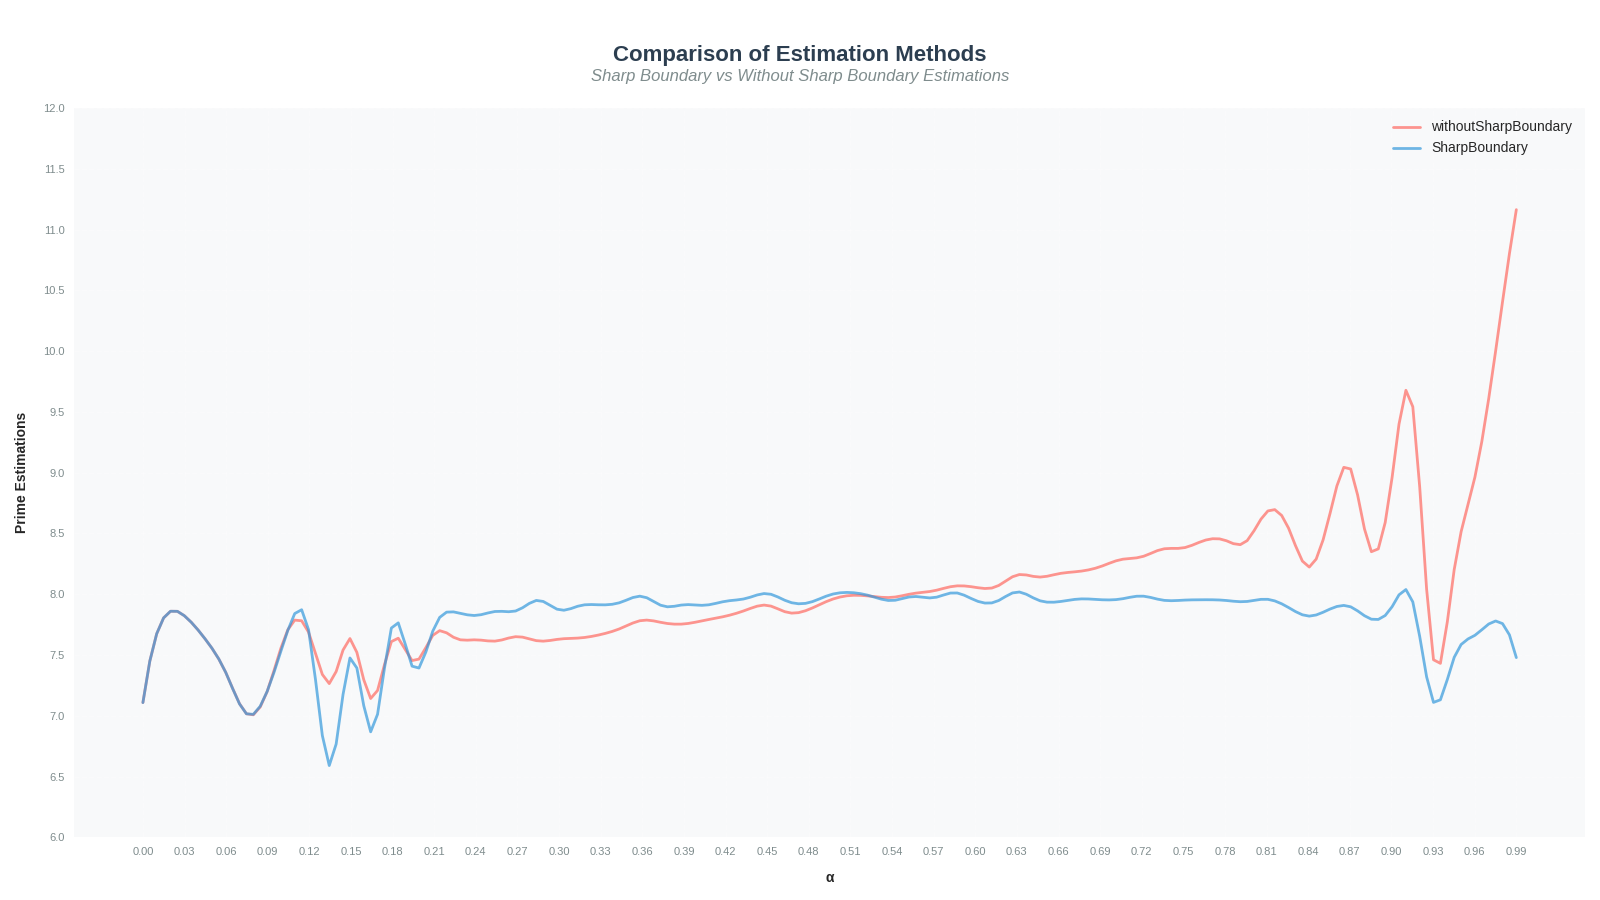 Comparison of Estimation Methods
Sharp Boundary vs Without Sharp Boundary Estimations
withoutSharpBoundary
SharpBoundary
Prime Estimations
12.0
11.5
11.0
10.5
10.0
9.5
9.0
8.5
8.0
7.5
7.0
6.5
6.0
0.00 0.03 0.06 0.09 0.12 0.15 0.18 0.21 0.24 0.27 0.30 0.33 0.36 0.39 0.42 0.45 0.48 0.51 0.54 0.57 0.60 0.63 0.66 0.69 0.72 0.75 0.78 0.81 0.84 0.87 0.90 0.93 0.96 0.99
α